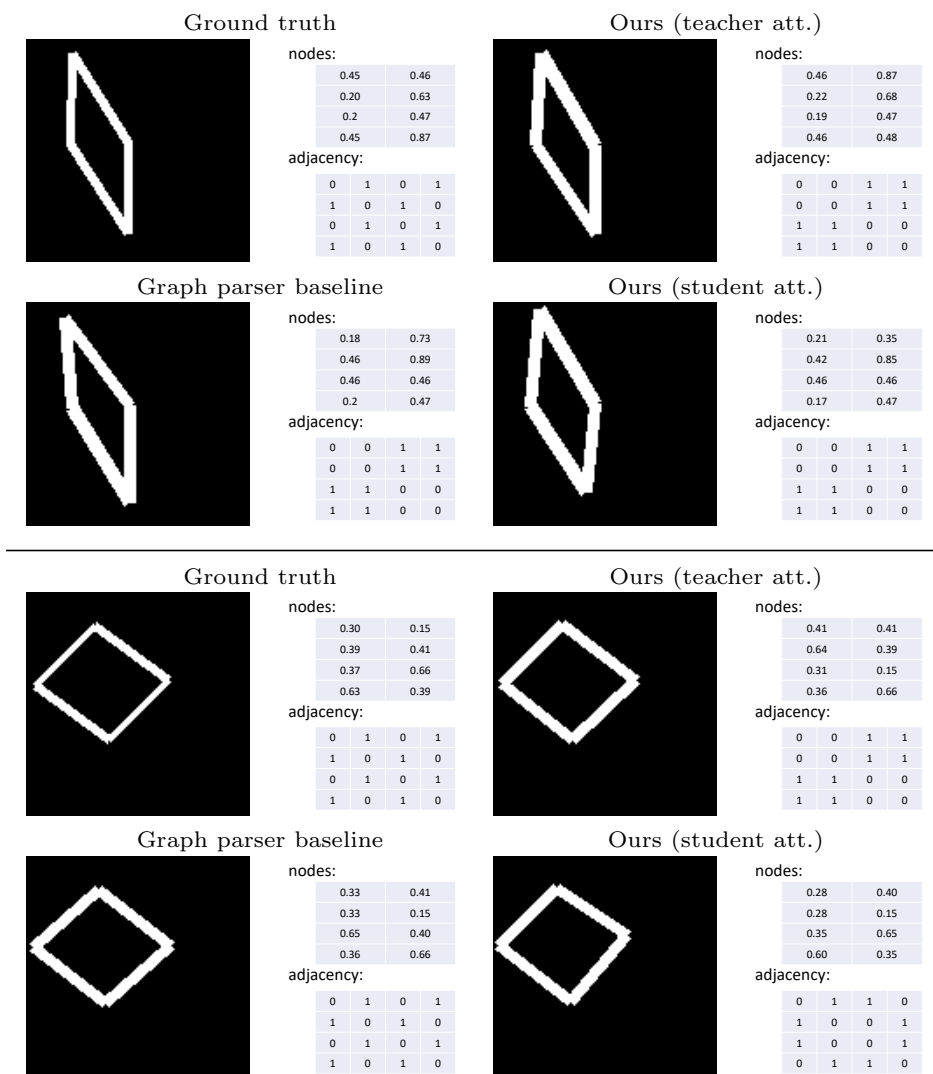 Ground truth
nodes:
0.45 0.46
0.20 0.63
0.2 0.47
0.45 0.87
adjacency:
0 1 0 1
1 0 1 0
0 1 0 1
1 0 1 0
Ours (teacher att.)
nodes:
0.46 0.87
0.22 0.68
0.19 0.47
0.46 0.48
adjacency:
0 0 1 1
0 0 1 1
1 1 0 0
1 1 0 0
Graph parser baseline
nodes:
0.18 0.73
0.46 0.89
0.46 0.46
0.2 0.47
adjacency:
0 0 1 1
0 0 1 1
1 1 0 0
1 1 0 0
Ours (student att.)
nodes:
0.21 0.35
0.42 0.85
0.46 0.46
0.17 0.47
adjacency:
0 0 1 1
0 0 1 1
1 1 0 0
1 1 0 0
Ground truth
nodes:
0.30 0.15
0.39 0.41
0.37 0.66
0.63 0.39
adjacency:
0 1 0 1
1 0 1 0
0 1 0 1
1 0 1 0
Ours (teacher att.)
nodes:
0.41 0.41
0.64 0.39
0.31 0.15
0.36 0.66
adjacency:
0 0 1 1
0 0 1 1
1 1 0 0
1 1 0 0
Graph parser baseline
nodes:
0.33 0.41
0.33 0.15
0.65 0.40
0.36 0.66
adjacency:
0 1 0 1
1 0 1 0
0 1 0 1
1 0 1 0
Ours (student att.)
nodes:
0.28 0.40
0.28 0.15
0.35 0.65
0.60 0.35
adjacency:
0 1 1 0
1 0 0 1
1 0 0 1
0 1 1 0